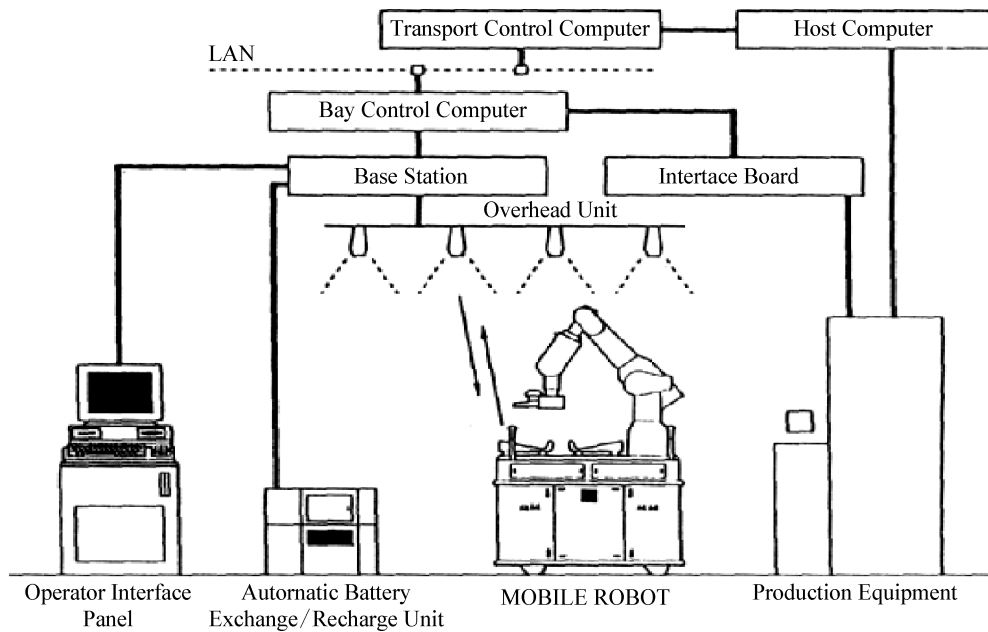 Transport Control Computer
Host Computer
LAN
Bay Control Computer
Base Station
Intertace Board
Overhead Unit
Operator Interface
Panel
Autornatic Battery
Exchange/Recharge Unit
MOBILE ROBOT
Production Equipment